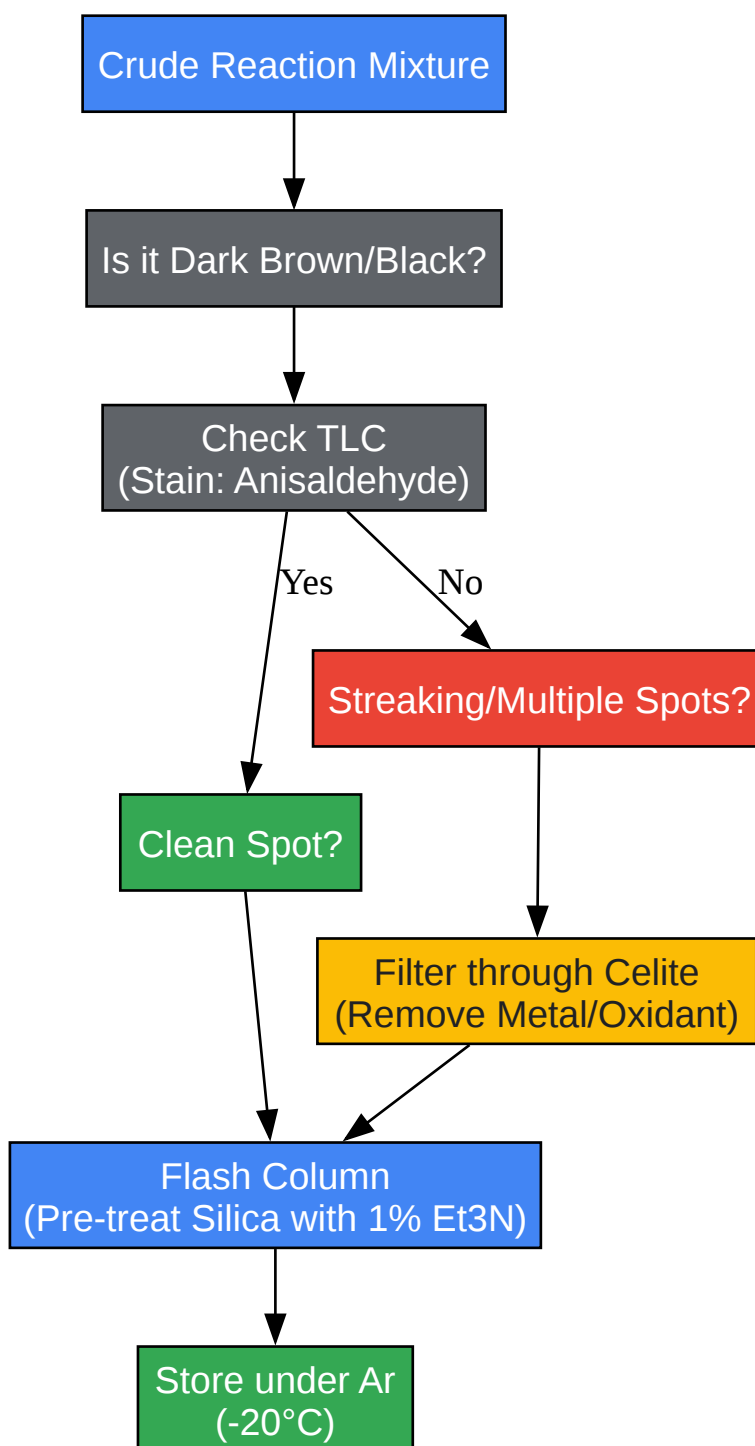 Crude Reaction Mixture
Is it Dark Brown/Black?
Check TLC
(Stain: Anisaldehyde)
Yes
No
Streaking/Multiple Spots?
Clean Spot?
Filter through Celite
(Remove Metal/Oxidant)
Flash Column
(Pre-treat Silica with 1% Et3N)
Store under Ar
(-20°C)